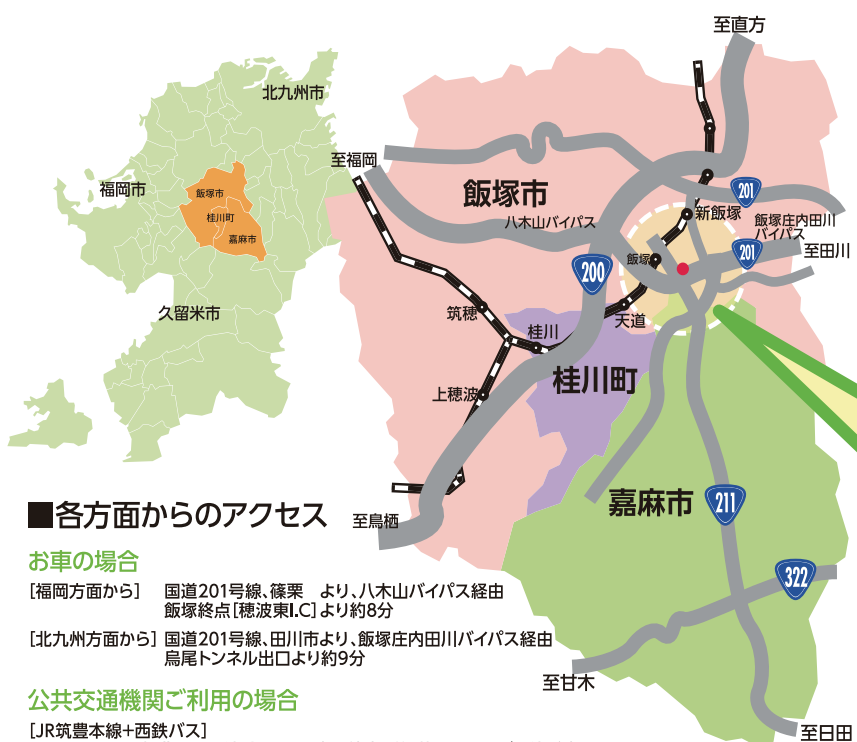 北九州市
福岡市
飯塚市
桂川町
嘉麻市
久留米市
至直方
至福岡
飯塚市
八木山バイパス
201
新飯塚
飯塚庄内田川
バイパス
201
至田川
飯塚
200
筑穂
天道
桂川
桂川町
上穂波
嘉麻市
211
至鳥栖
322
至甘木
至日田
■各方面からのアクセス
お車の場合
[福岡方面から] 国道201号線、篠栗 より、八木山バイパス経由
飯塚終点[穂波東I.C]より約8分
[北九州方面から] 国道201号線、田川市より、飯塚庄内田川バイパス経由
烏尾トンネル出口より約9分
公共交通機関ご利用の場合
[JR筑豊本線+西鉄バス]